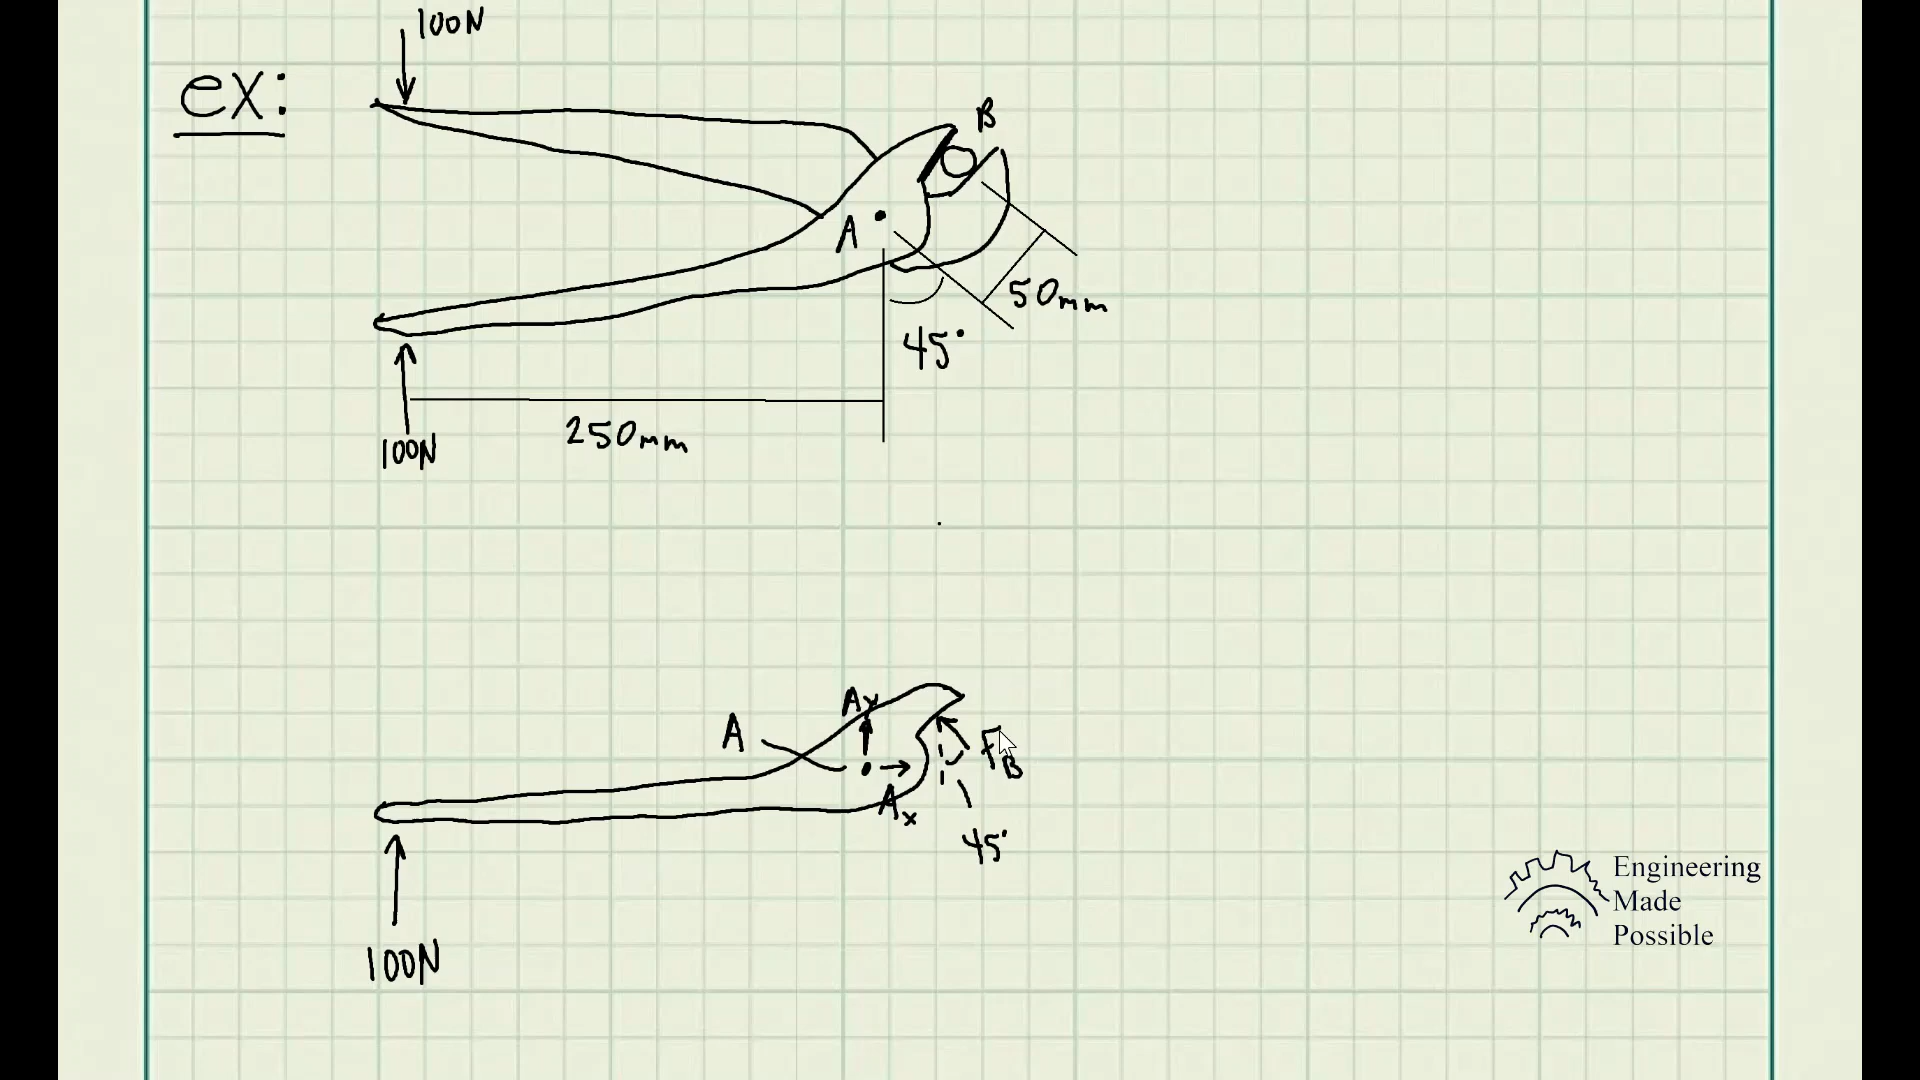 100N
ex:
B
A
50mm
45°
250mm
100N
Ay
A
FB
Ax
45°
100N
Engineering
Made
Possible